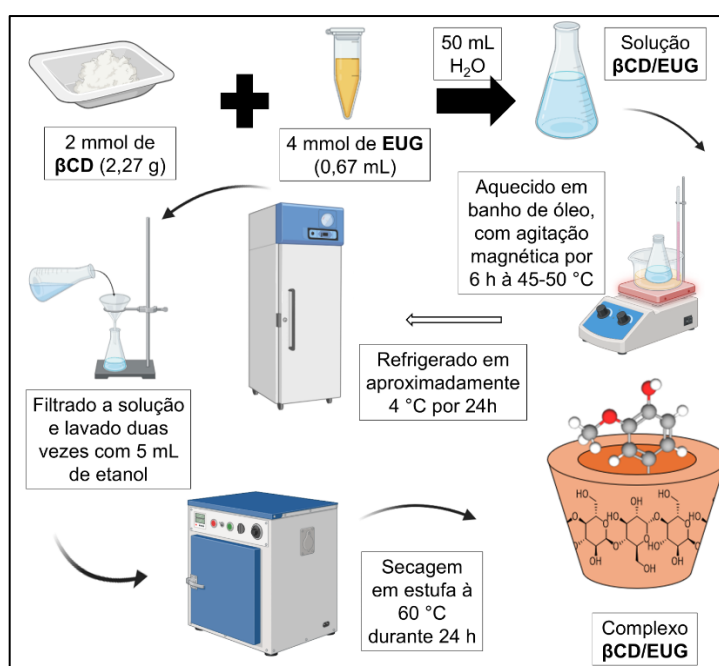 2 mmol de
βCD (2,27 g)
4 mmol de EUG
(0,67 mL)
50 mL
H₂O
Solução
βCD/EUG
Aquecido em
banho de óleo,
com agitação
magnética por
6 h à 45-50 °C
Refrigerado em
aproximadamente
4 °C por 24h
Filtrado a solução
e lavado duas
vezes com 5 mL
de etanol
Secagem
em estufa à
60 °C
durante 24 h
Complexo
βCD/EUG